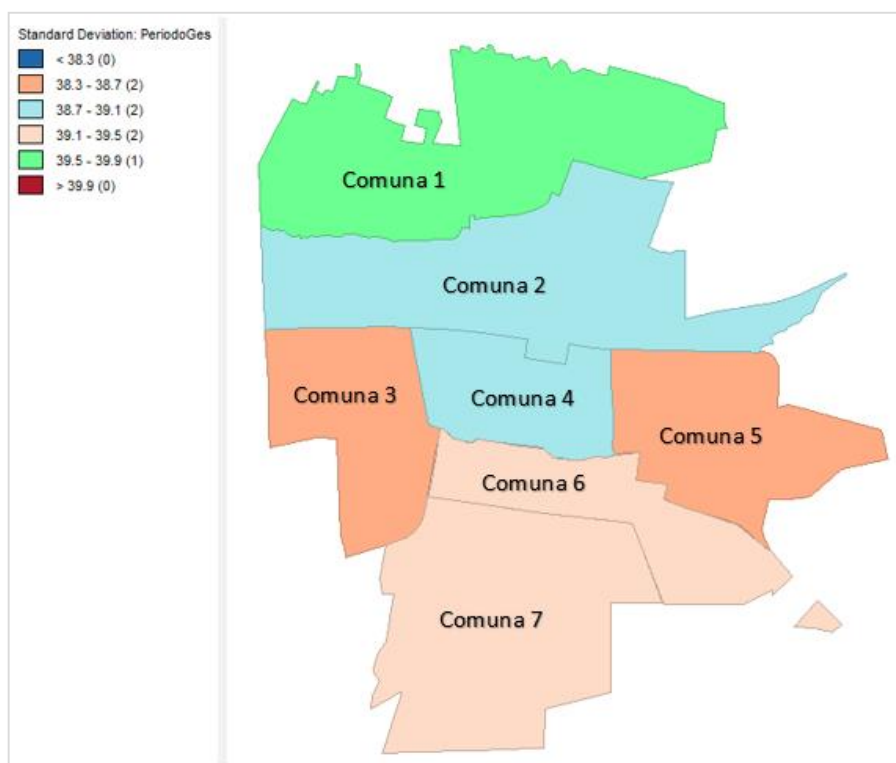 Standard Deviation: PeriodoGes
< 38.3 (0)
38.3 - 38.7 (2)
38.7 - 39.1 (2)
39.1 - 39.5 (2)
39.5 - 39.9 (1)
> 39.9 (0)
Comuna 1
Comuna 2
Comuna 3
Comuna 4
Comuna 5
Comuna 6
Comuna 7